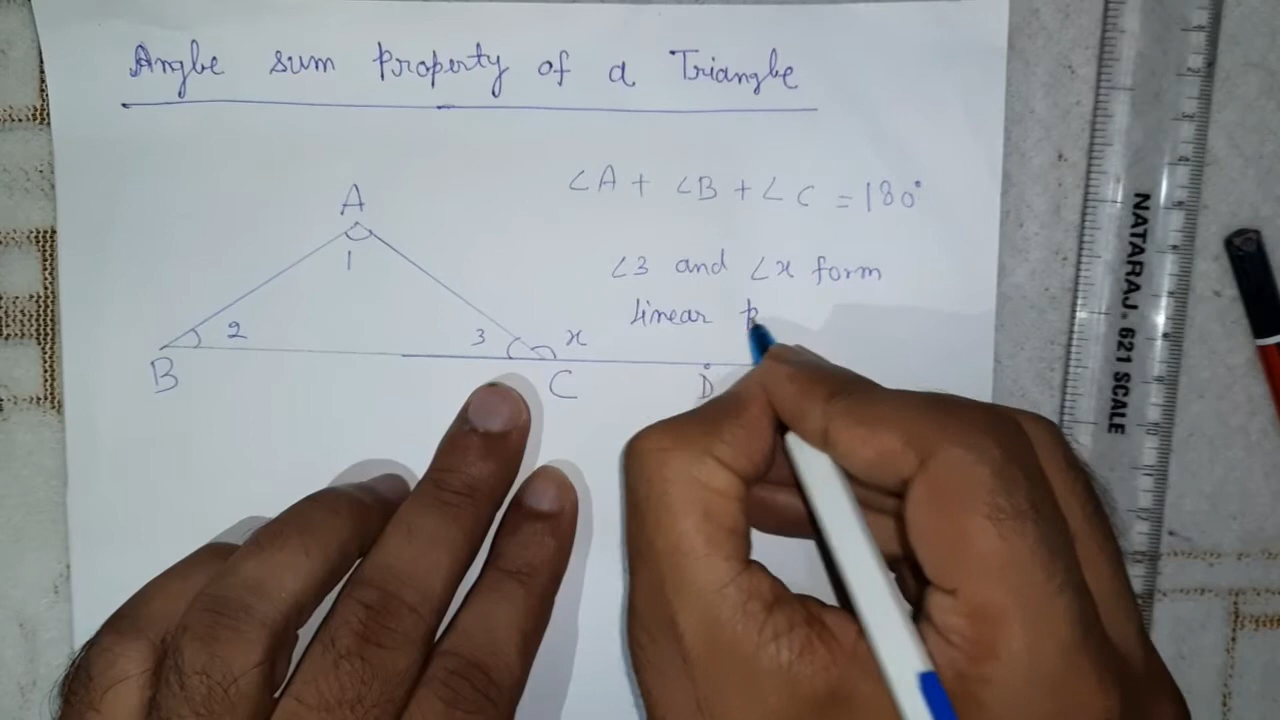 Angle sum Property of a Triangle
∠A + ∠B + ∠C = 180°
A
1
∠3 and ∠x form
linear
2
3
x
B
C
D
NATARAJ 621 SCALE